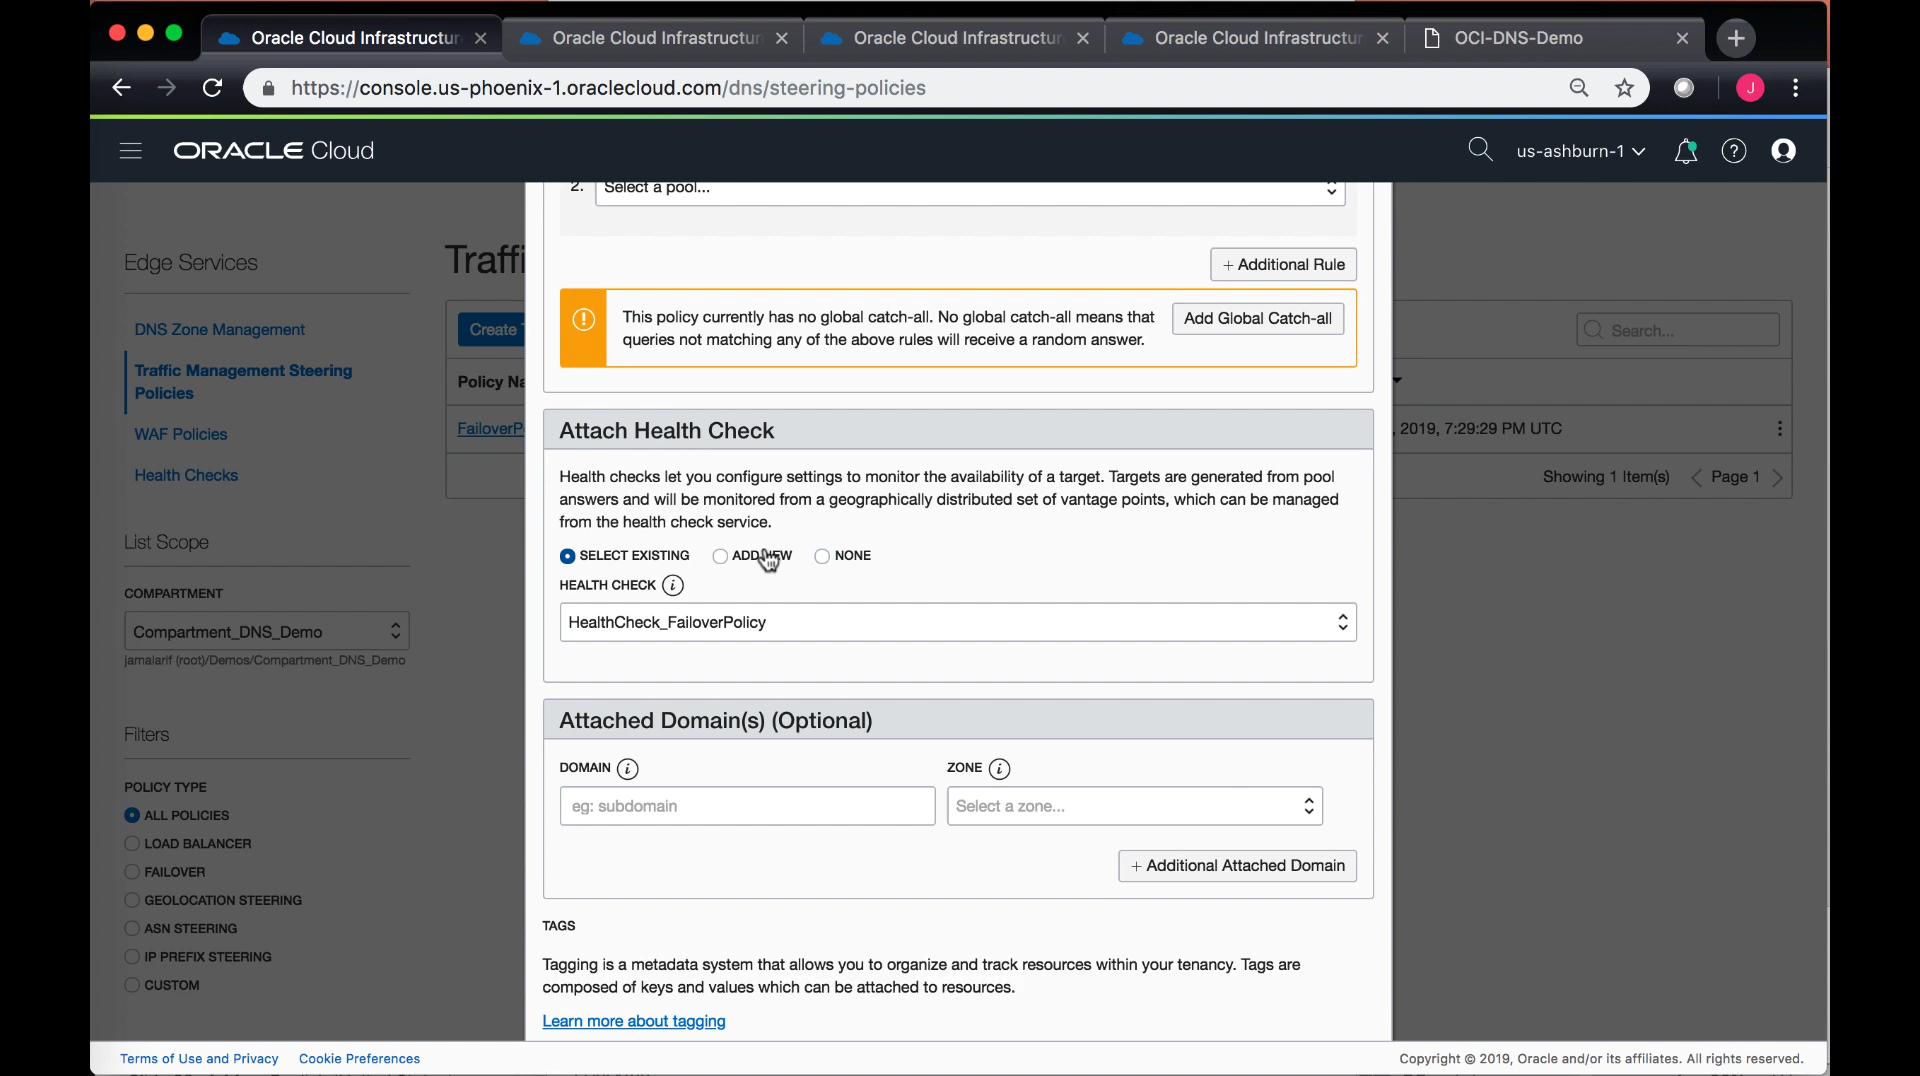 Oracle Cloud Infrastructur
Oracle Cloud Infrastructur
Oracle Cloud Infrastructur
Oracle Cloud Infrastructur
OCI-DNS-Demo
https://console.us-phoenix-1.oraclecloud.com/dns/steering-policies
J
ORACLE Cloud
us-ashburn-1
2. Select a pool...
+ Additional Rule
This policy currently has no global catch-all. No global catch-all means that
queries not matching any of the above rules will receive a random answer.
Add Global Catch-all
Edge Services
DNS Zone Management
Traffic Management Steering
Policies
WAF Policies
Health Checks
List Scope
COMPARTMENT
Compartment_DNS_Demo
jamalarif (root)/Demos/Compartment_DNS_Demo
Filters
POLICY TYPE
ALL POLICIES
LOAD BALANCER
FAILOVER
GEOLOCATION STEERING
ASN STEERING
IP PREFIX STEERING
CUSTOM
Traffi
Create
Search...
Policy Na
FailoverP
, 2019, 7:29:29 PM UTC
Showing 1 Item(s) < Page 1 >
Attach Health Check
Health checks let you configure settings to monitor the availability of a target. Targets are generated from pool
answers and will be monitored from a geographically distributed set of vantage points, which can be managed
from the health check service.
SELECT EXISTING
ADD NEW
NONE
HEALTH CHECK
HealthCheck_FailoverPolicy
Attached Domain(s) (Optional)
DOMAIN
ZONE
eg: subdomain
Select a zone...
+ Additional Attached Domain
TAGS
Tagging is a metadata system that allows you to organize and track resources within your tenancy. Tags are
composed of keys and values which can be attached to resources.
Learn more about tagging
Terms of Use and Privacy
Cookie Preferences
Copyright © 2019, Oracle and/or its affiliates. All rights reserved.